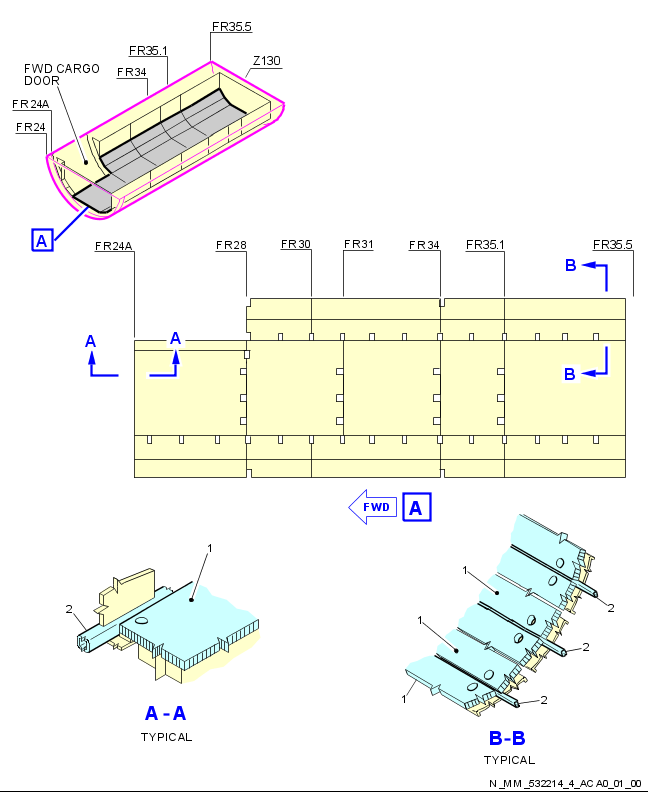 FR35.5
FR35.1
Z130
FWD CARGO
DOOR
FR34
FR24A
FR24
A
FR24A
FR28
FR30
FR31
FR34
FR35.1
FR35.5
B
A
A
B
FWD
A
1
2
1
1
2
2
1
2
A-A
TYPICAL
B-B
TYPICAL
N_MM_532214_4_ACA0_01_00